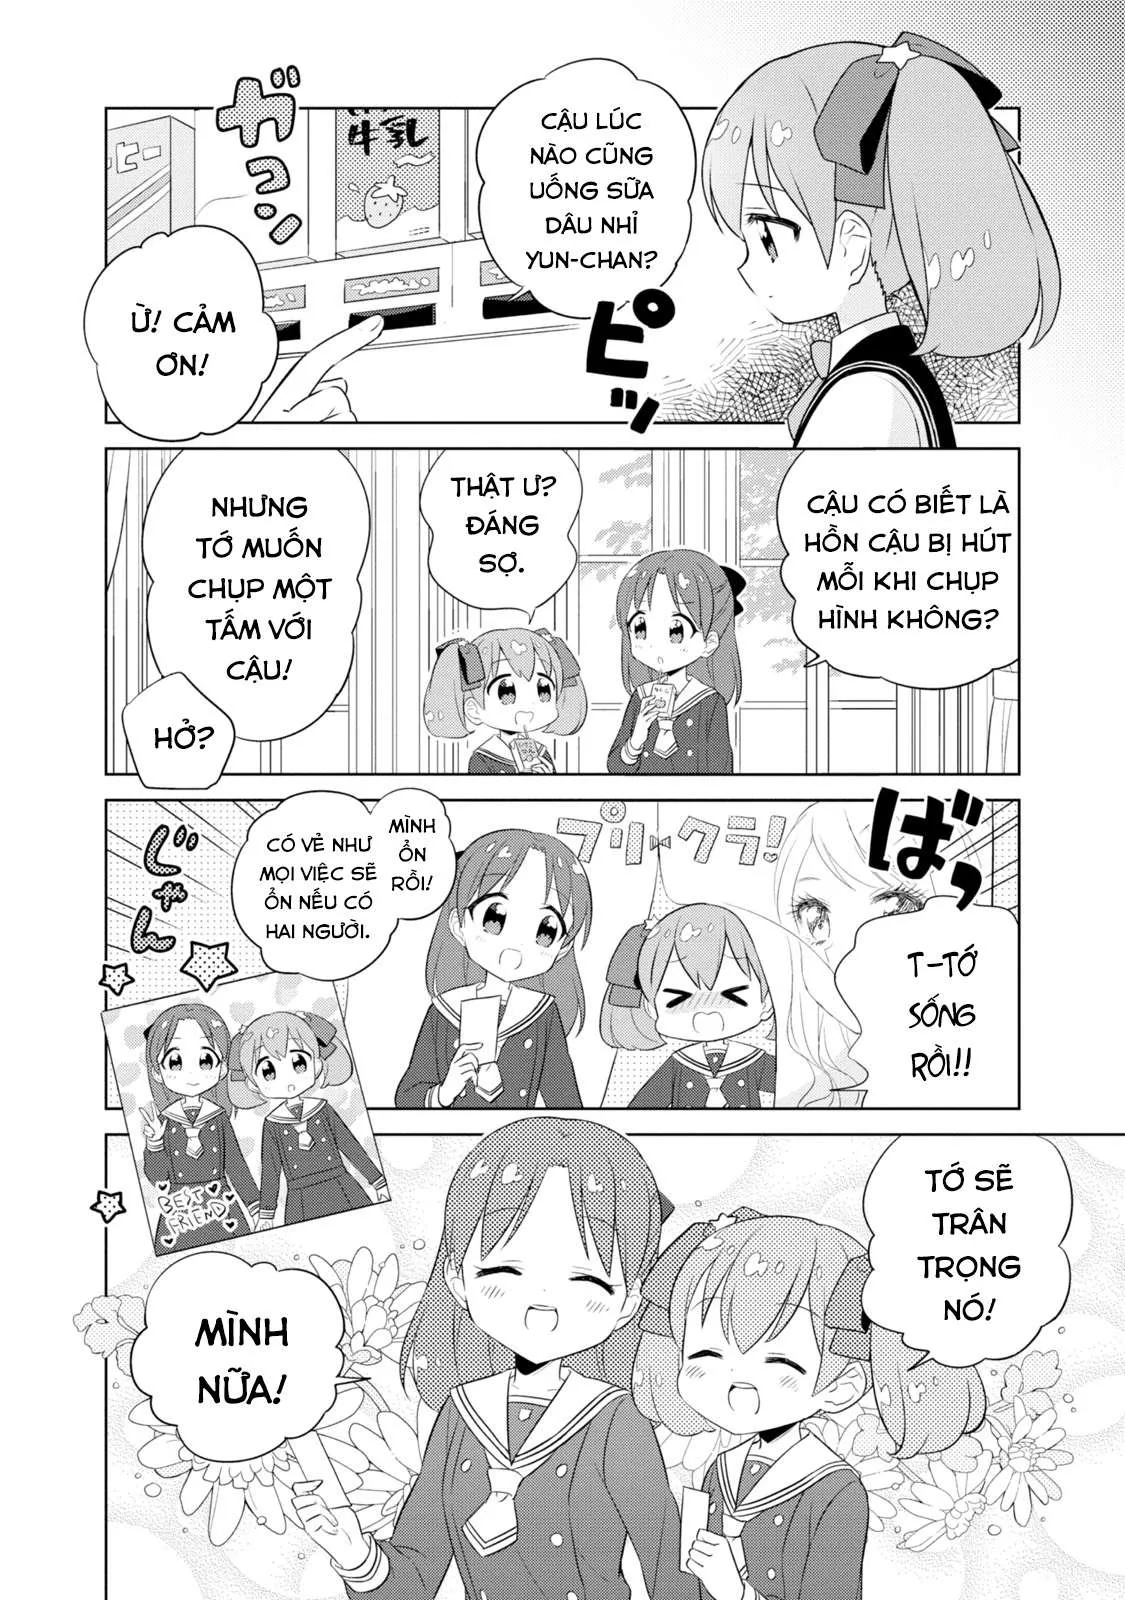 CẬU LÚC
NÀO CŨNG
UỐNG SỮA
DÂU NHỈ
YUN-CHAN?
ピッ
牛乳
ヒー
ガコン
Ừ! CẢM
ƠN!
CẬU CÓ BIẾT LÀ
HỒN CẬU BỊ HÚT
MỖI KHI CHỤP
HÌNH KHÔNG?
THẬT Ư?
ĐÁNG
SỢ.
NHƯNG
TỚ MUỐN
CHỤP MỘT
TẤM VỚI
CẬU!
HỞ?
ばっ
T-TỚ
SỐNG
RỒI!!
プリクラ!
MÌNH
ỔN
RỒI!
CÓ VẺ NHƯ
MỌI VIỆC SẼ
ỔN NẾU CÓ
HAI NGƯỜI.
じゃん
BEST
FRIEND
TỚ SẼ
TRÂN
TRỌNG
NÓ!
MÌNH
NỮA!